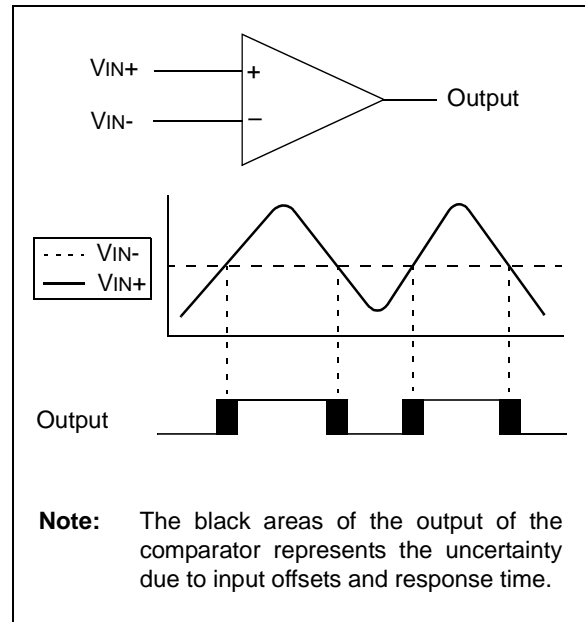 VIN+
+
Output
VIN-
–
VIN-
VIN+
Output
Note: The black areas of the output of the
comparator represents the uncertainty
due to input offsets and response time.